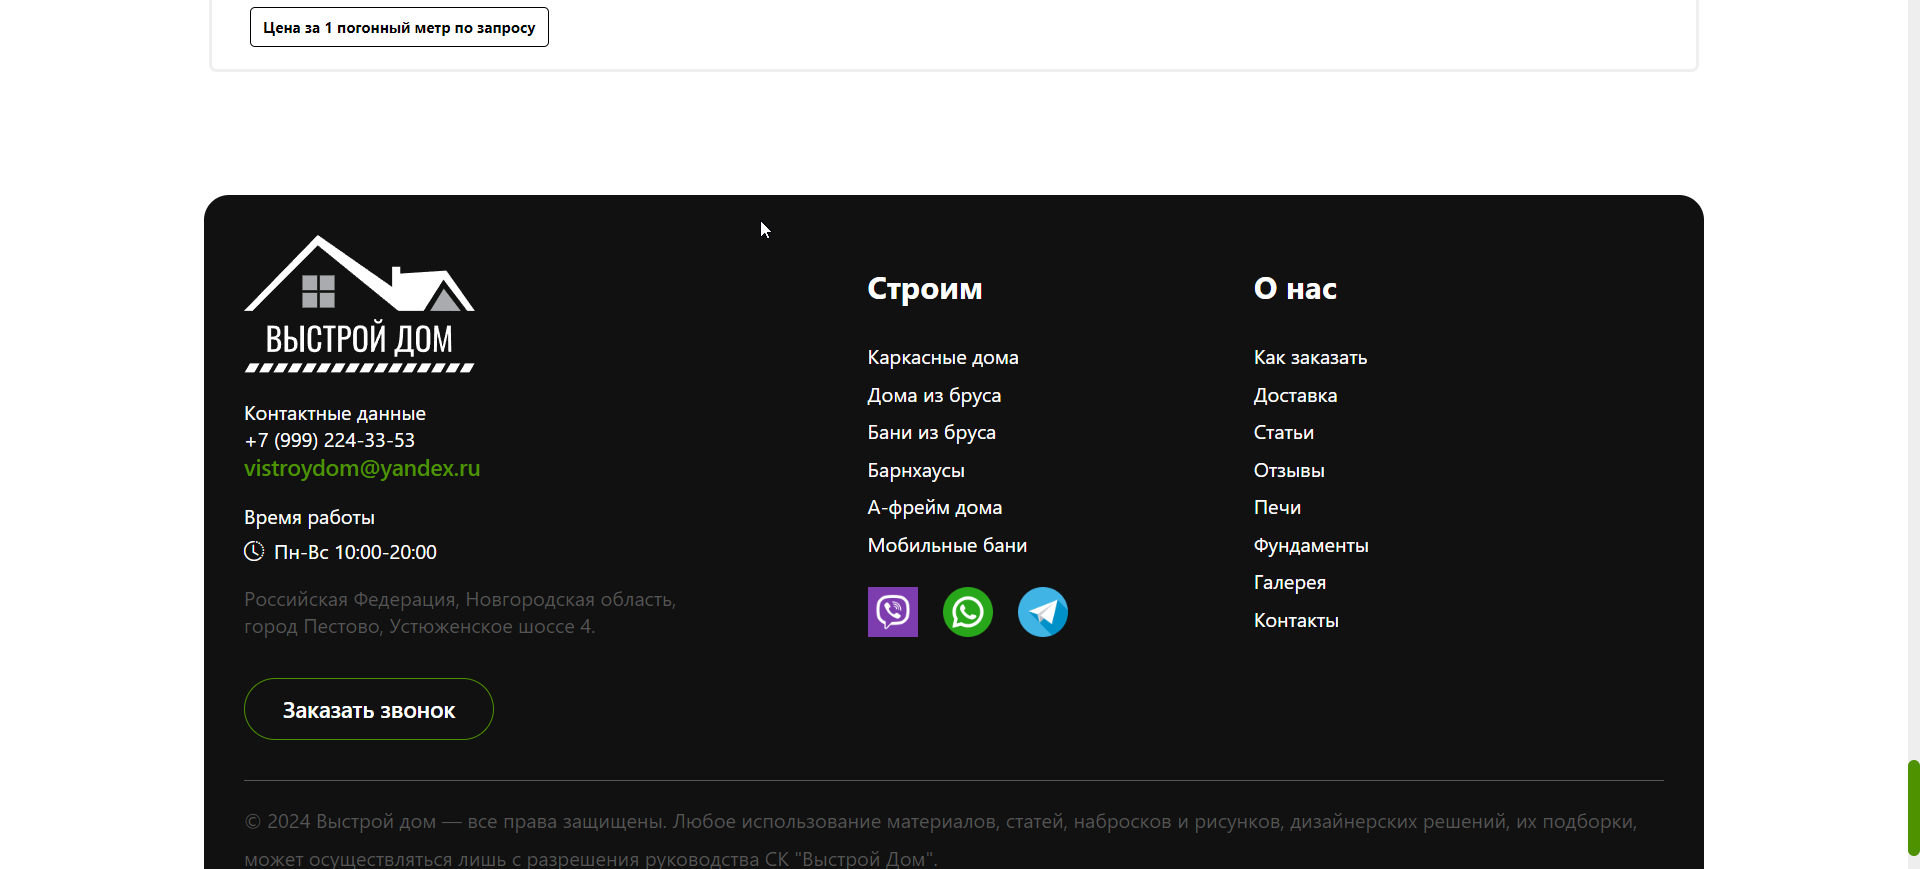 Цена за 1 погонный метр по запросу
ВЫСТРОЙ ДОМ
Контактные данные
+7 (999) 224-33-53
vistroydom@yandex.ru
Время работы
Пн-Вс 10:00-20:00
Российская Федерация, Новгородская область,
город Пестово, Устюженское шоссе 4.
Заказать звонок
Строим
Каркасные дома
Дома из бруса
Бани из бруса
Барнхаусы
А-фрейм дома
Мобильные бани
О нас
Как заказать
Доставка
Статьи
Отзывы
Печи
Фундаменты
Галерея
Контакты
© 2024 Выстрой дом — все права защищены. Любое использование материалов, статей, набросков и рисунков, дизайнерских решений, их подборки,
может осуществляться лишь с разрешения руководства СК "Выстрой Дом".